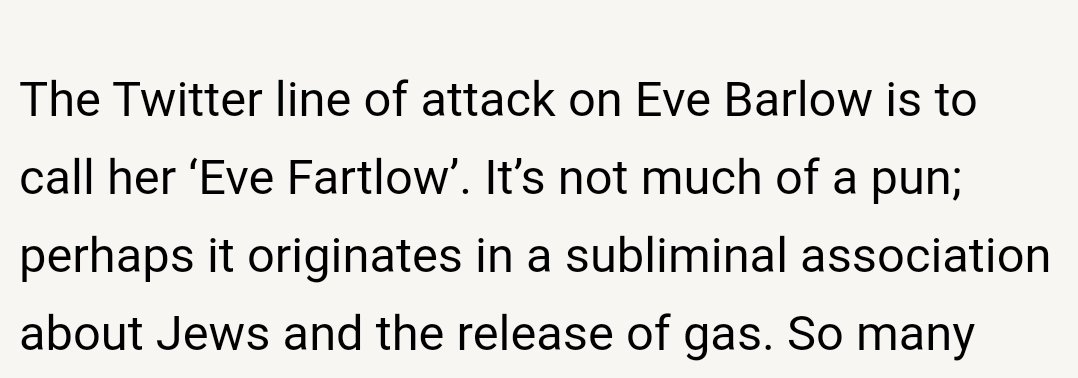 The Twitter line of attack on Eve Barlow is to
call her ‘Eve Fartlow’. It’s not much of a pun;
perhaps it originates in a subliminal association
about Jews and the release of gas. So many